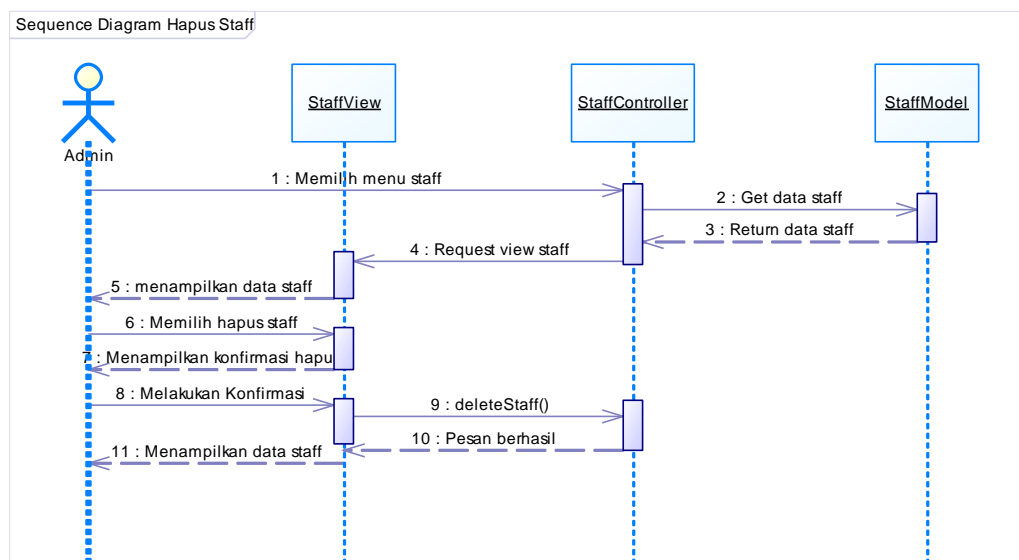 Sequence Diagram Hapus Staff
StaffView
StaffController
StaffModel
Admin
1 : Memilih menu staff
2 : Get data staff
3 : Return data staff
4 : Request view staff
5 : menampilkan data staff
6 : Memilih hapus staff
7 : Menampilkan konfirmasi hapu
8 : Melakukan Konfirmasi
9 : deleteStaff()
10 : Pesan berhasil
11 : Menampilkan data staff